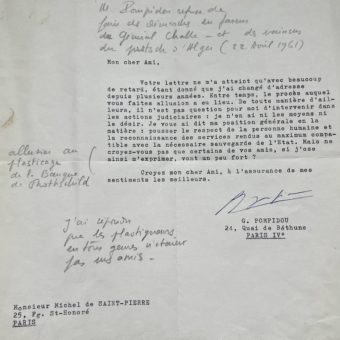 M. Pompidou refuse de
faire des démarches en faveur
du Général Challe — et des vaincus
du putsch d'Alger (22 Avril 1961)
Mon cher Ami,
Votre lettre ne m'a atteint qu'avec beaucoup
de retard, étant donné que j'ai changé d'adresse
depuis plusieurs années. Entre temps, le procès auquel
vous faites allusion a eu lieu. De toute manière d'ail-
leurs, il n'est pas question pour moi d'intervenir dans
les actions judiciaires : je n'en ai ni les moyens ni
le désir. Je vous ai dit ma position générale en la
matière : pousser le respect de la personne humaine et
la reconnaissance des services rendus au maximum compa-
tible avec la nécessaire sauvegarde de l'Etat. Mais ne
croyez-vous pas que certains de vos amis, si j'ose
ainsi m'exprimer, vont un peu fort ?
allusion au
plasticage
de la Banque
de Rothschild
Croyez mon cher Ami, à l'assurance de mes
sentiments les meilleurs.
J'ai répondu
que les plastiqueurs
en tous genres n'étaient
pas mes amis.
G. POMPIDOU
24, Quai de Béthune
PARIS IV°
Monsieur Michel de SAINT-PIERRE
25, Fg. St-Honoré
PARIS